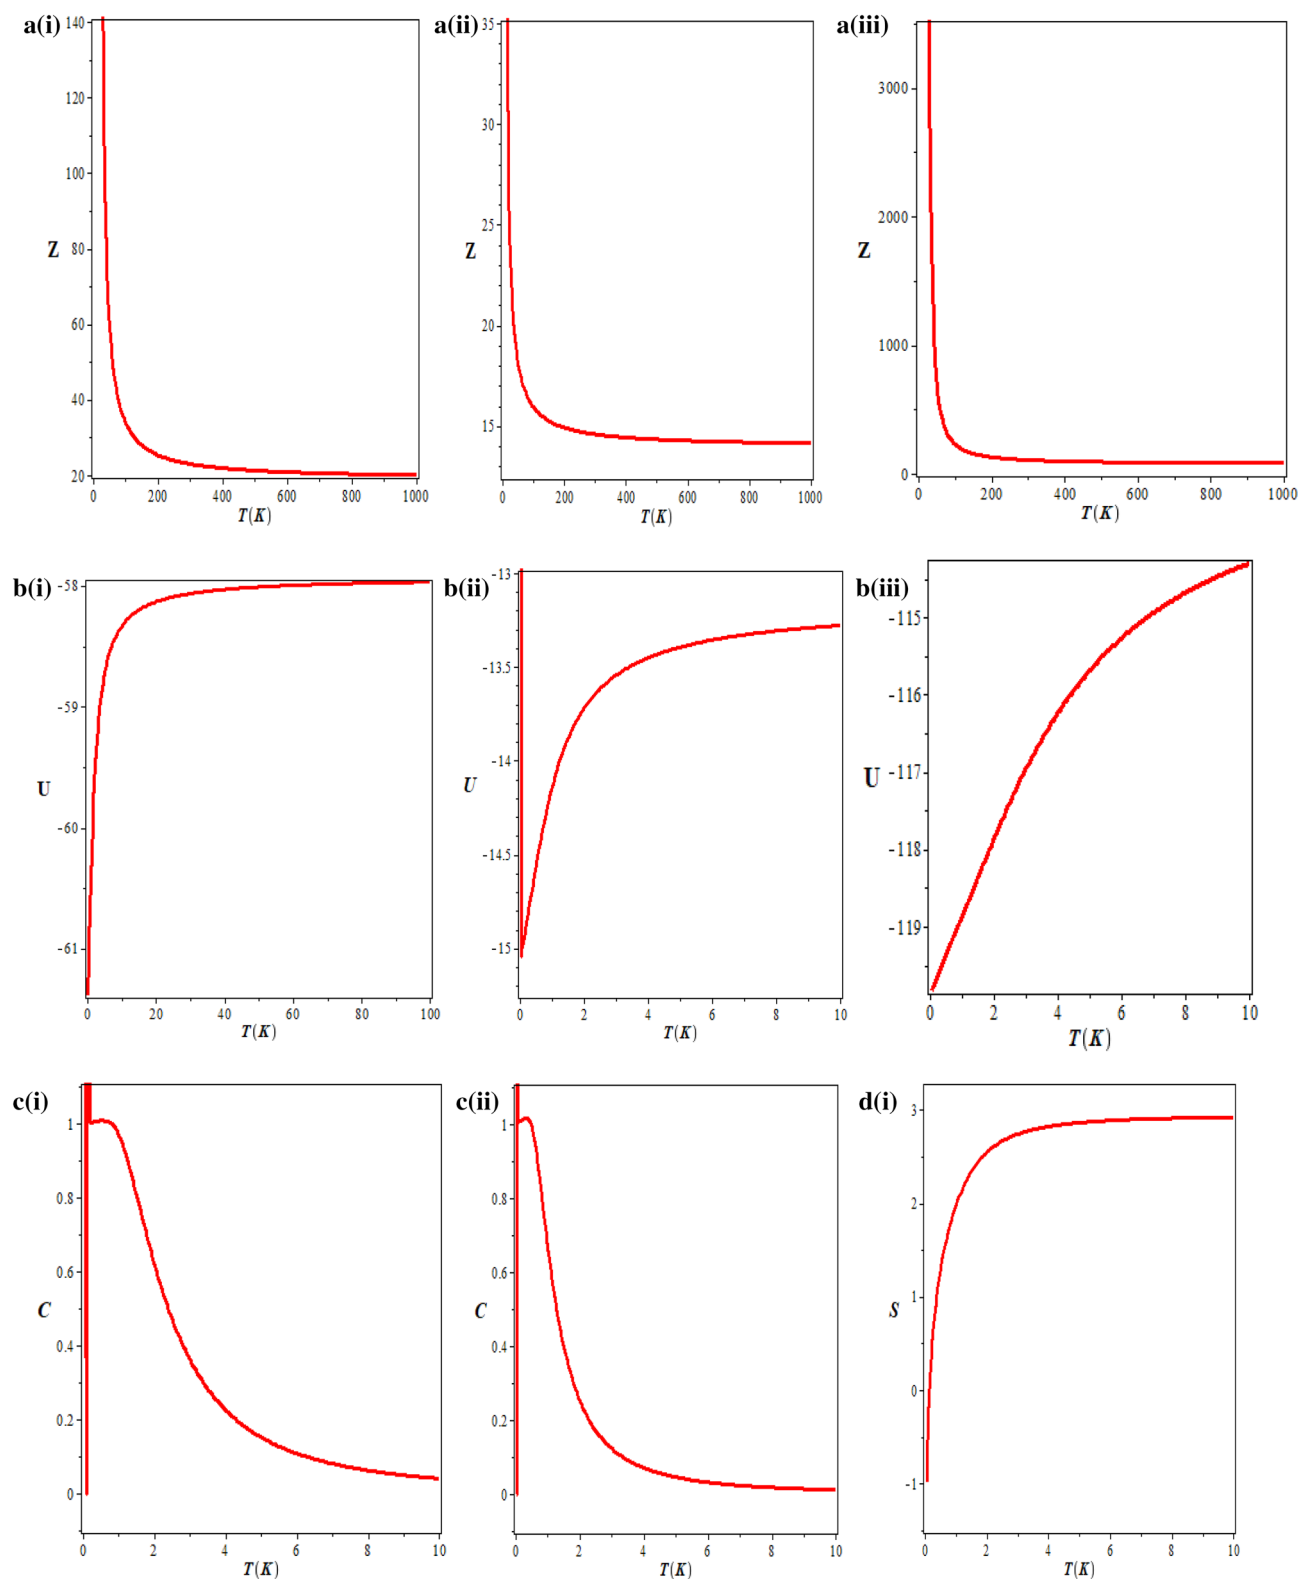 a(i)
140
120
100
80
60
40
20
Z
0 200 400 600 800 1000
T(K)
a(ii)
35
30
25
20
15
Z
0 200 400 600 800 1000
T(K)
a(iii)
3000
2000
1000
0
Z
0 200 400 600 800 1000
T(K)
b(i)
-58
-59
-60
-61
U
0 20 40 60 80 100
T(K)
b(ii)
-13
-13.5
-14
-14.5
-15
U
0 2 4 6 8 10
T(K)
b(iii)
-115
-116
-117
-118
-119
U
0 2 4 6 8 10
T(K)
c(i)
1
0.8
0.6
0.4
0.2
0
C
0 2 4 6 8 10
T(K)
c(ii)
1
0.8
0.6
0.4
0.2
0
C
0 2 4 6 8 10
T(K)
d(i)
3
2
1
0
-1
S
0 2 4 6 8 10
T(K)